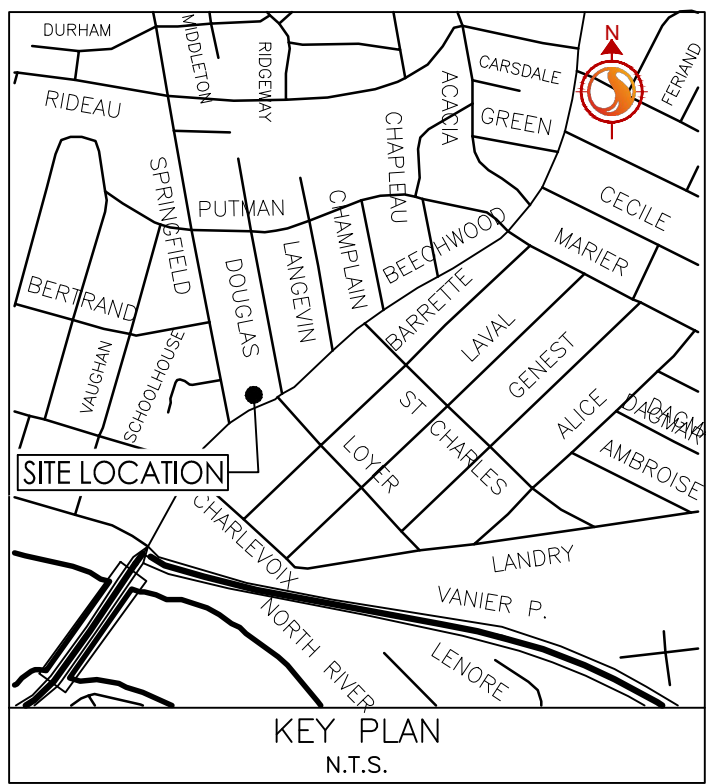 DURHAM
MIDDLETON
RIDGEWAY
N
CARSDALE
FERIAND
RIDEAU
ACACIA
GREEN
CHAPLEAU
SPRINGFIELD
PUTMAN
CHAMPLAIN
CECILE
LANGEVIN
BEECHWOOD
MARIER
BERTRAND
DOUGLAS
BARRETTE
LAVAL
VAUGHAN
SCHOOLHOUSE
GENEST
ALICE
ST CHARLES
DAGMAR
LOYER
AMBROISE
SITE LOCATION
CHARLEVOIX
LANDRY
VANIER P.
NORTH RIVER
LENORE
KEY PLAN
N.T.S.